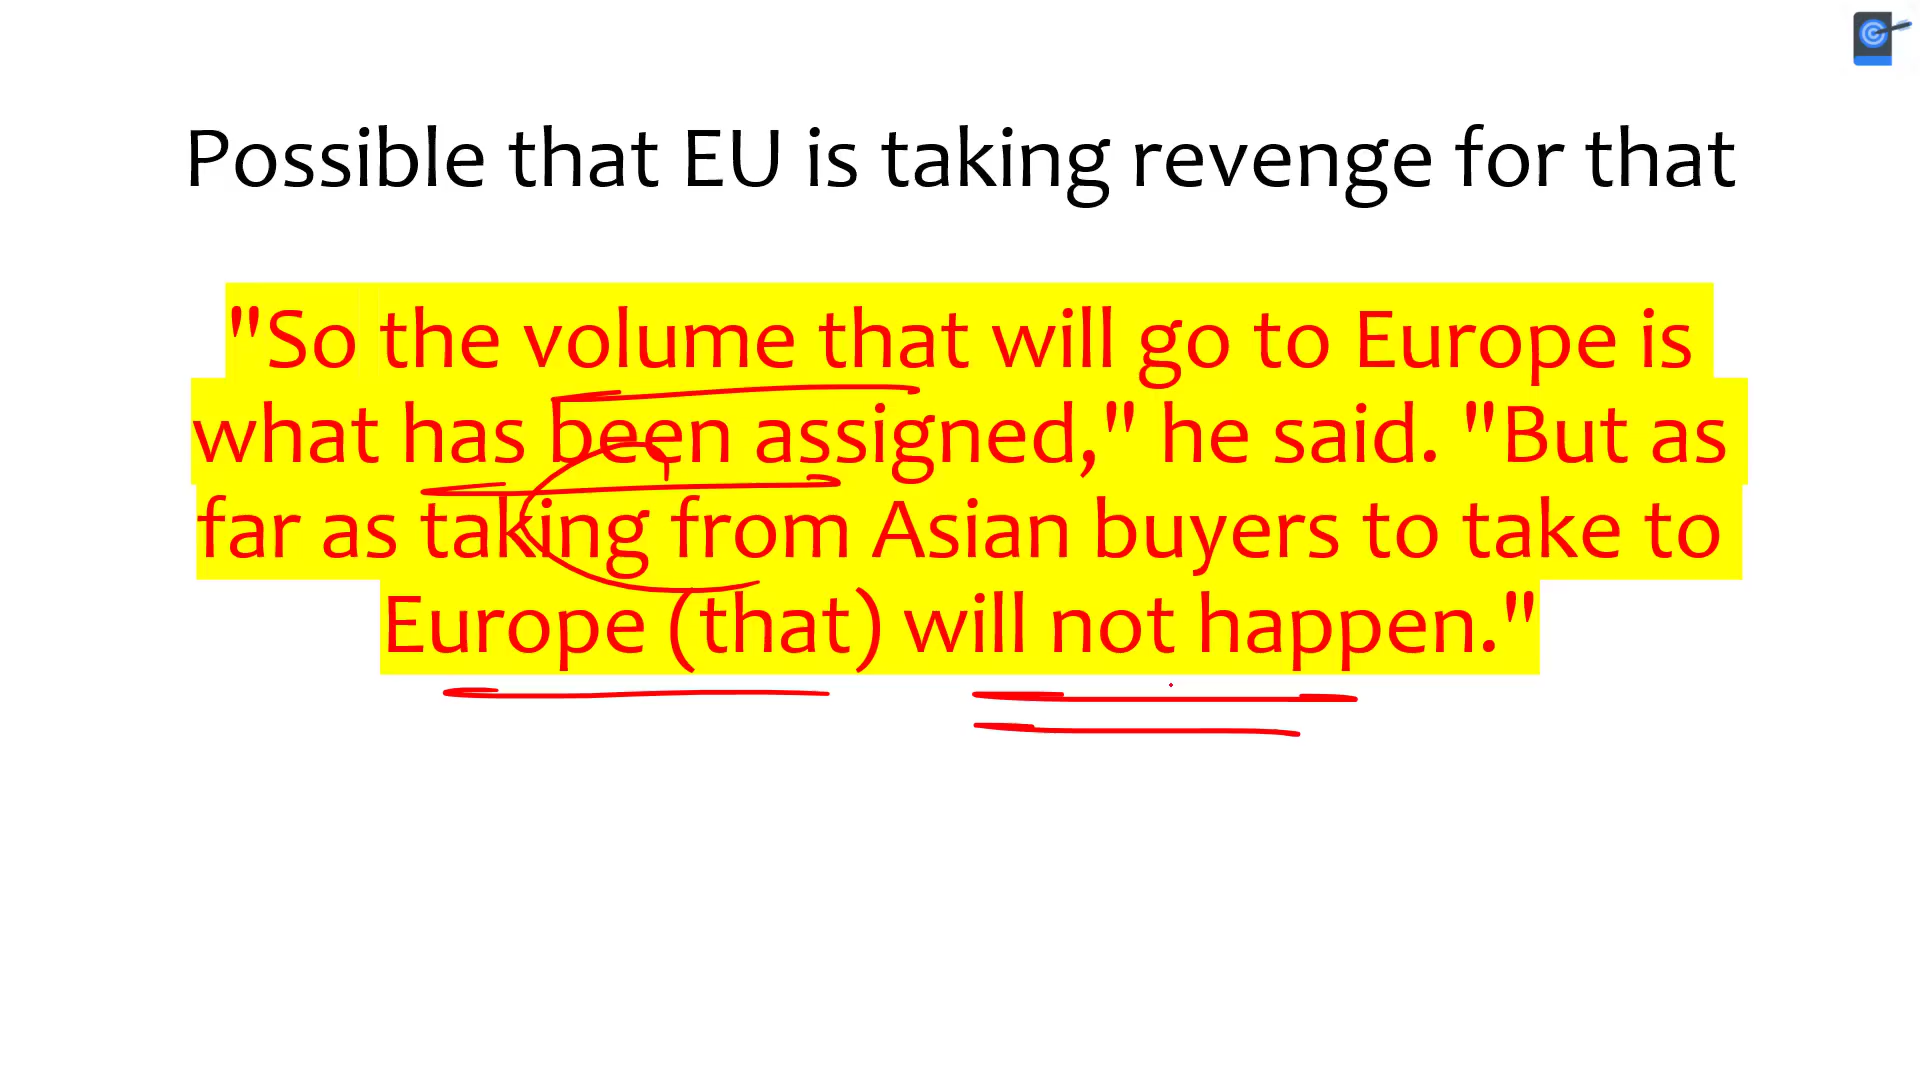 Possible that EU is taking revenge for that
"So the volume that will go to Europe is
what has been assigned," he said. "But as
far as taking from Asian buyers to take to
Europe (that) will not happen."